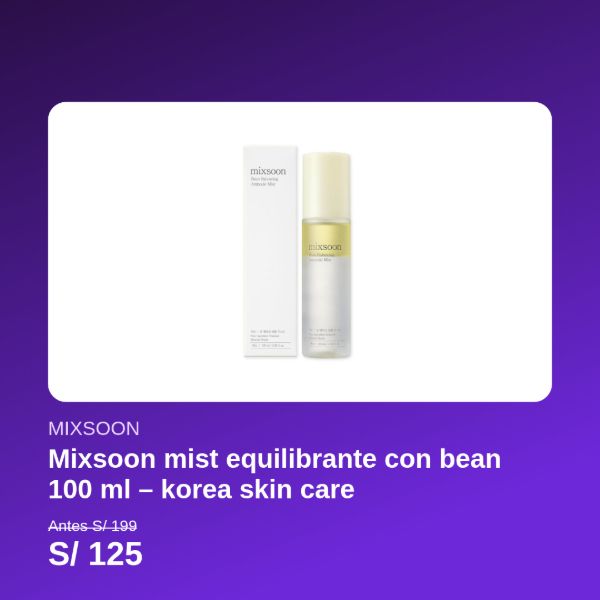 mixsoon
mixsoon
MIXSOON
Mixsoon mist equilibrante con bean
100 ml – korea skin care
Antes S/ 199
S/ 125